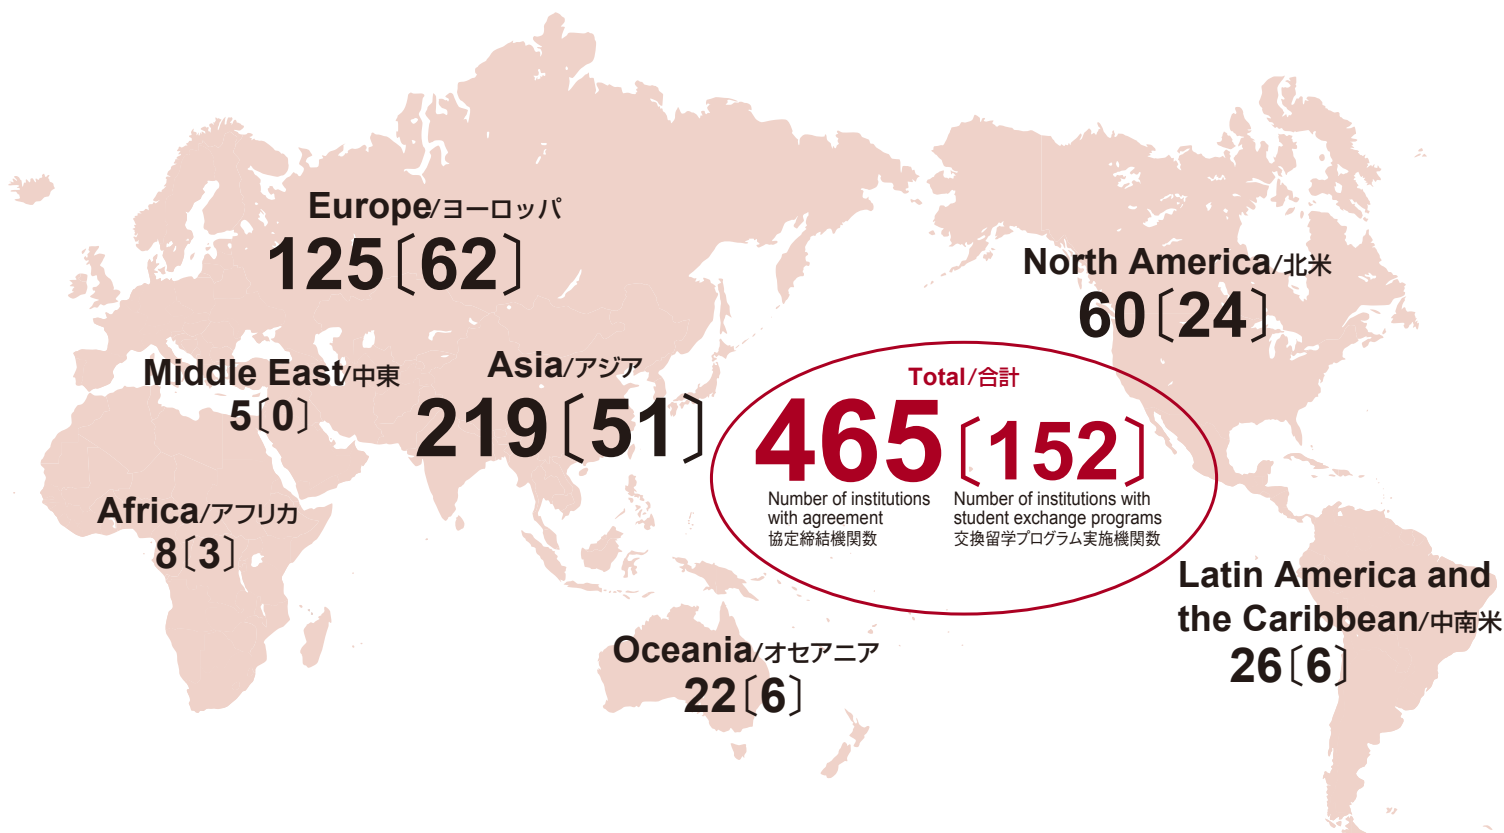 Europe/ヨーロッパ
125〔62〕
North America/北米
60〔24〕
Middle East/中東
5〔0〕
Asia/アジア
219〔51〕
Total/合計
465〔152〕
Number of institutions
with agreement
協定締結機関数
Number of institutions with
student exchange programs
交換留学プログラム実施機関数
Africa/アフリカ
8〔3〕
Latin America and
the Caribbean/中南米
26〔6〕
Oceania/オセアニア
22〔6〕